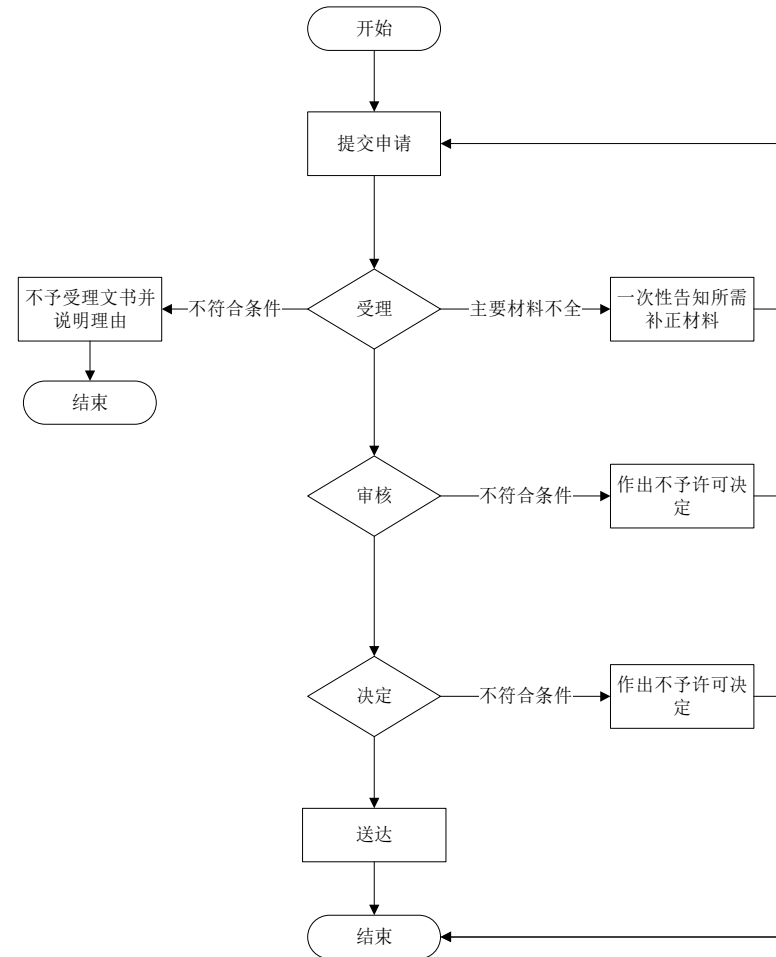 开始
提交申请
不予受理文书并
说明理由
不符合条件
受理
主要材料不全
一次性告知所需
补正材料
结束
审核
不符合条件
作出不予许可决
定
决定
不符合条件
作出不予许可决
定
送达
结束